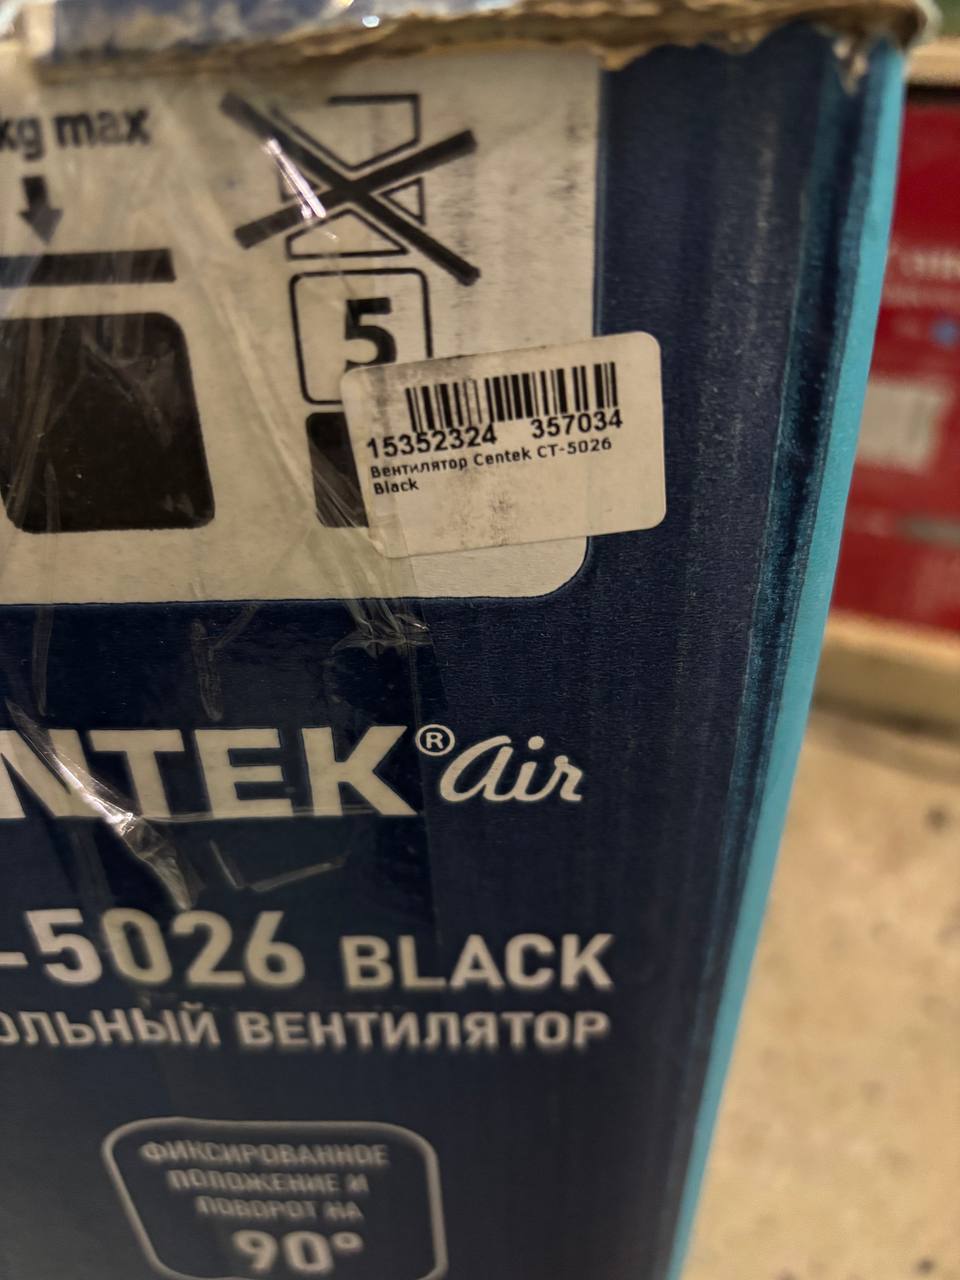 kg max
5
15352324 357034
Вентилятор Centek CT-5026
Black
NTEK® air
-5026 BLACK
ОЛЬНЫЙ ВЕНТИЛЯТОР
ФИКСИРОВАННОЕ
ПОЛОЖЕНИЕ И
ПОВОРОТ НА
90°